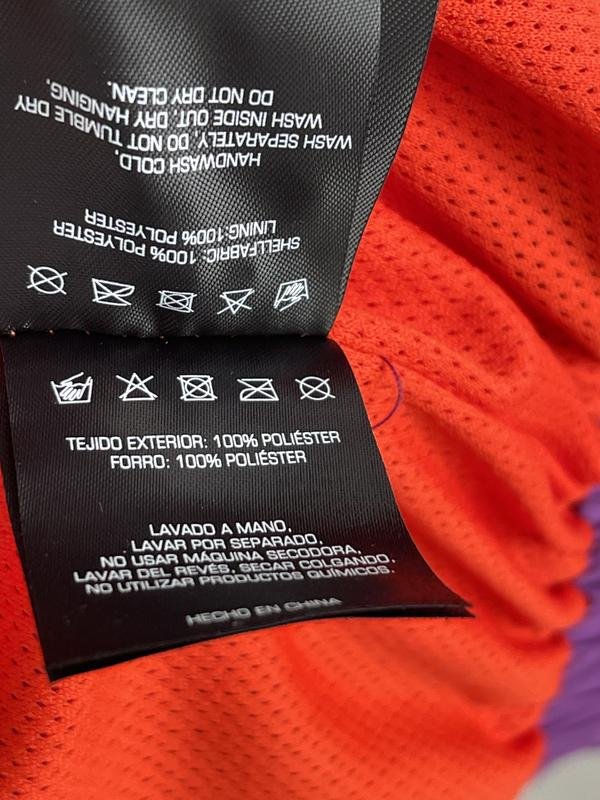 SHELLFABRIC: 100% POLYESTER
LINING:100% POLYESTER
HANDWASH COLD,
WASH SEPARATELY, DO NOT TUMBLE DRY
WASH INSIDE OUT. DRY HANGING.
DO NOT DRY CLEAN.
TEJIDO EXTERIOR: 100% POLIÉSTER
FORRO: 100% POLIÉSTER
LAVADO A MANO,
LAVAR POR SEPARADO,
NO USAR MÁQUINA SECODORA,
LAVAR DEL REVÉS, SECAR COLGANDO,
NO UTILIZAR PRODUCTOS QUÍMICOS.
HECHO EN CHINA